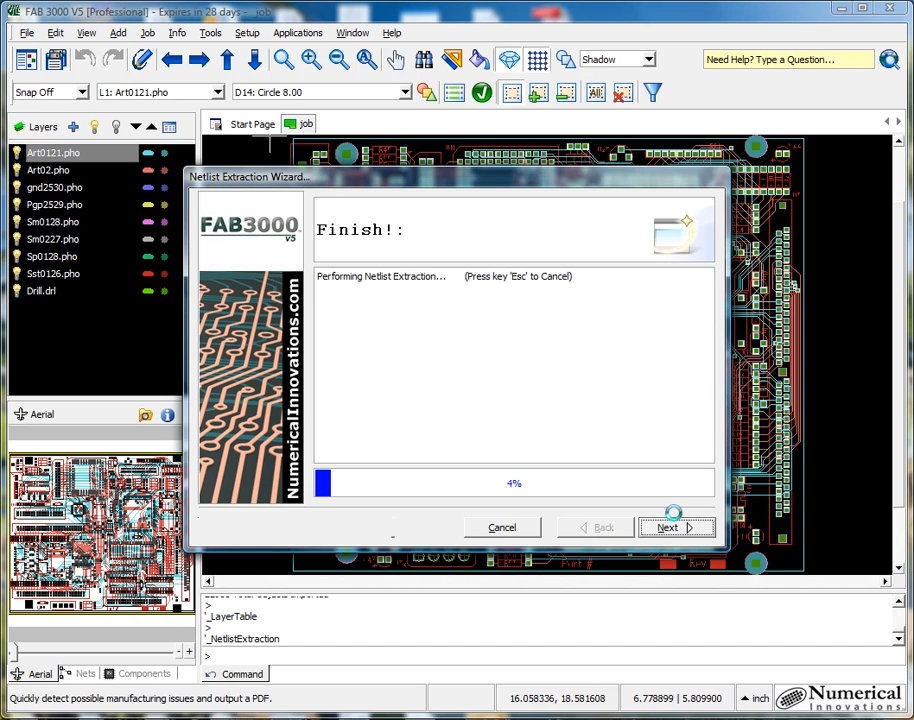 FAB 3000 V5 [Professional] - Expires in 28 days - job
File Edit View Add Job Info Tools Setup Applications Window Help
Shadow
Need Help? Type a Question...
Snap Off
L1: Art0121.pho
D14: Circle 8.00
All
Layers
Start Page
job
Art0121.pho
Art02.pho
gnd2530.pho
Pgp2529.pho
Sm0128.pho
Sm0227.pho
Sp0128.pho
Sst0126.pho
Drill.drl
Netlist Extraction Wizard...
FAB3000
V5
Finish!:
NumericalInnovations.com
Performing Netlist Extraction... (Press key 'Esc' to Cancel)
4%
Cancel
Back
Next
Aerial
Part #
Rev
>
'_LayerTable
>
'_NetlistExtraction
>
Aerial
Nets
Components
Command
Quickly detect possible manufacturing issues and output a PDF.
16.058336, 18.581608
6.778899 | 5.809900
inch
Numerical
Innovations